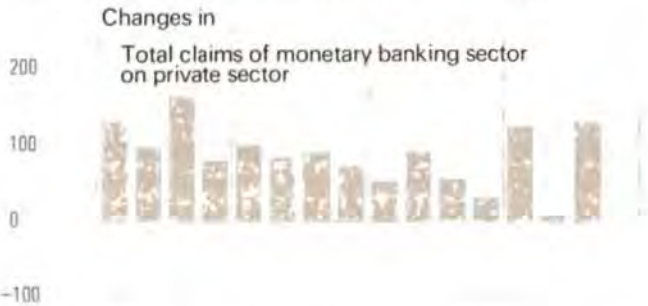 Changes in
Total claims of monetary banking sector
on private sector
200
100
0
-100